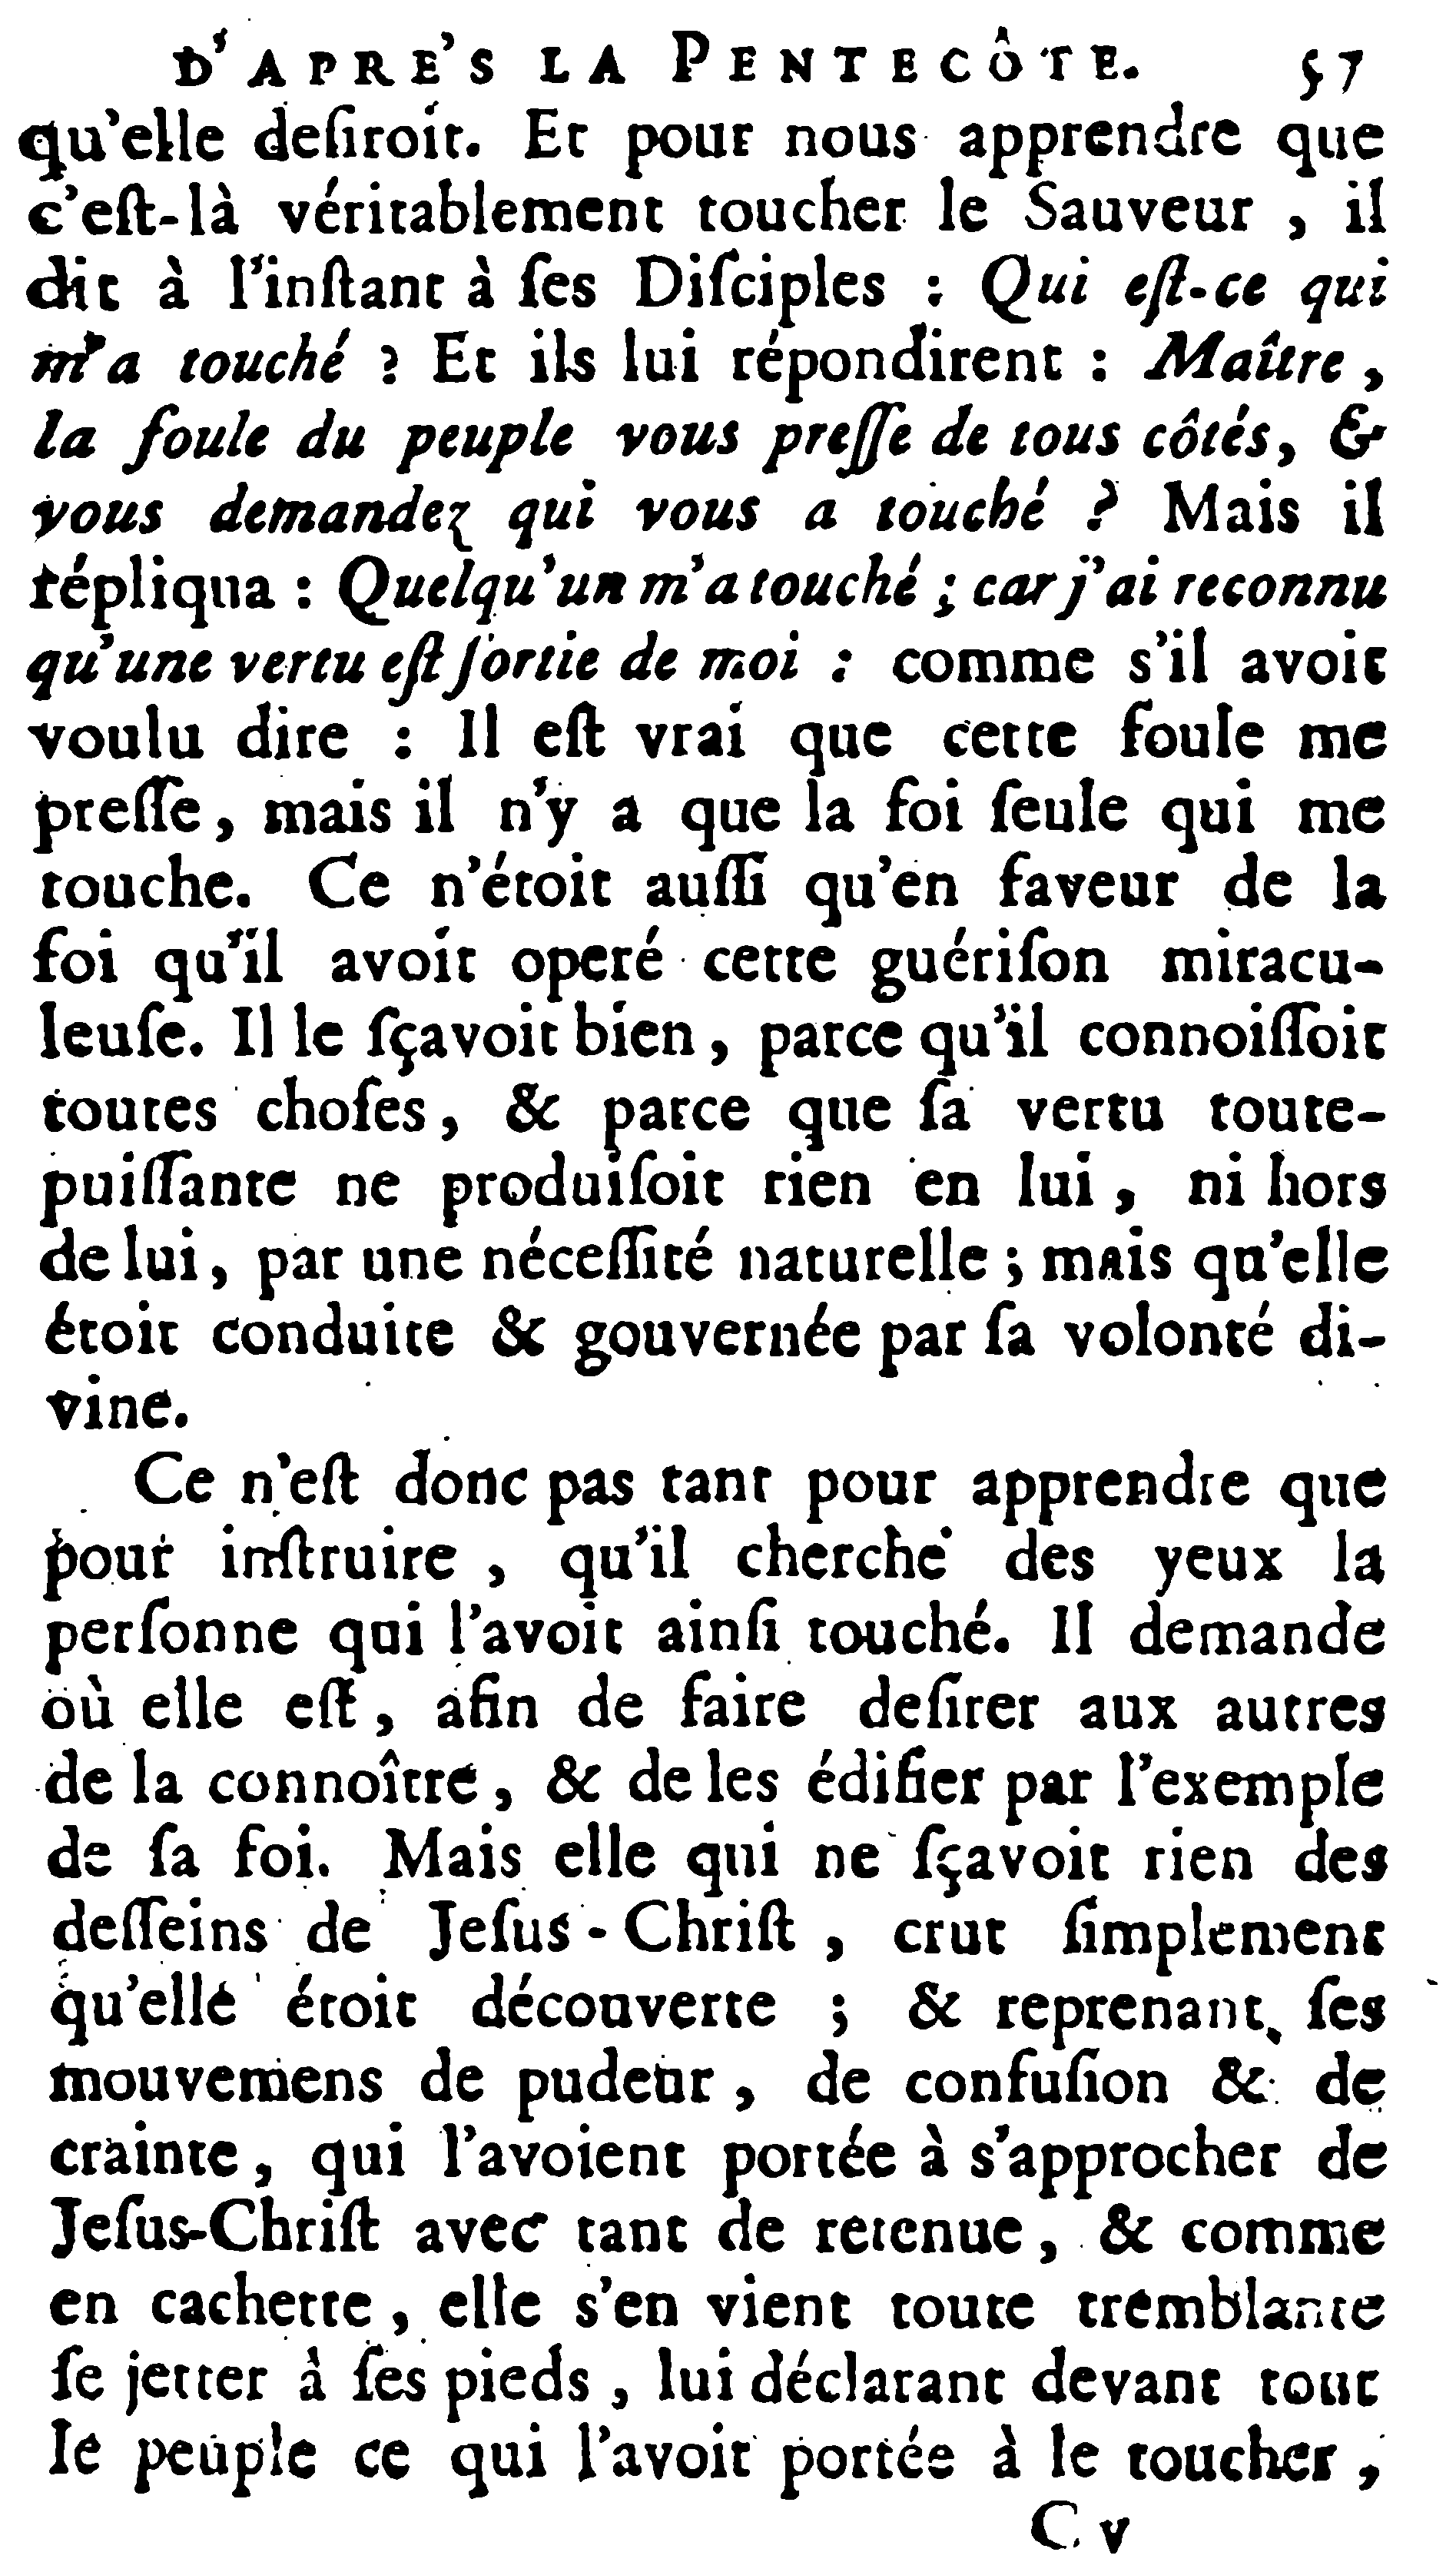 D'APRE'S LA PENTECÔTE. 57
qu'elle deſiroit. Et pour nous apprendre que
c'eſt-là véritablement toucher le Sauveur , il
dit à l'inſtant à ſes Diſciples : Qui eſt-ce qui
m'a touché ? Et ils lui répondirent : Maître ,
la foule du peuple vous preſſe de tous côtés, &
vous demandez qui vous a touché ? Mais il
répliqua : Quelqu'un m'a touché ; car j'ai reconnu
qu'une vertu eſt ſortie de moi : comme s'il avoit
voulu dire : Il eſt vrai que cette foule me
preſſe, mais il n'y a que la foi ſeule qui me
touche. Ce n'étoit auſſi qu'en faveur de la
foi qu'il avoit operé cette guériſon miracu-
leuſe. Il le ſçavoit bien, parce qu'il connoiſſoit
toutes choſes, & parce que ſa vertu toute-
puiſſante ne produiſoit rien en lui, ni hors
de lui, par une néceſſité naturelle ; mais qu'elle
étoit conduite & gouvernée par ſa volonté di-
vine.
Ce n'eſt donc pas tant pour apprendre que
pour inſtruire , qu'il cherche des yeux la
perſonne qui l'avoit ainſi touché. Il demande
où elle eſt, afin de faire deſirer aux autres
de la connoître, & de les édifier par l'exemple
de ſa foi. Mais elle qui ne ſçavoit rien des
deſſeins de Jeſus-Chriſt , crut ſimplement
qu'elle étoit découverte ; & reprenant ſes
mouvemens de pudeur, de confuſion & de
crainte, qui l'avoient portée à s'approcher de
Jeſus-Chriſt avec tant de retenue, & comme
en cachette, elle s'en vient toute tremblante
ſe jetter à ſes pieds, lui déclarant devant tout
le peuple ce qui l'avoit portée à le toucher,
C v